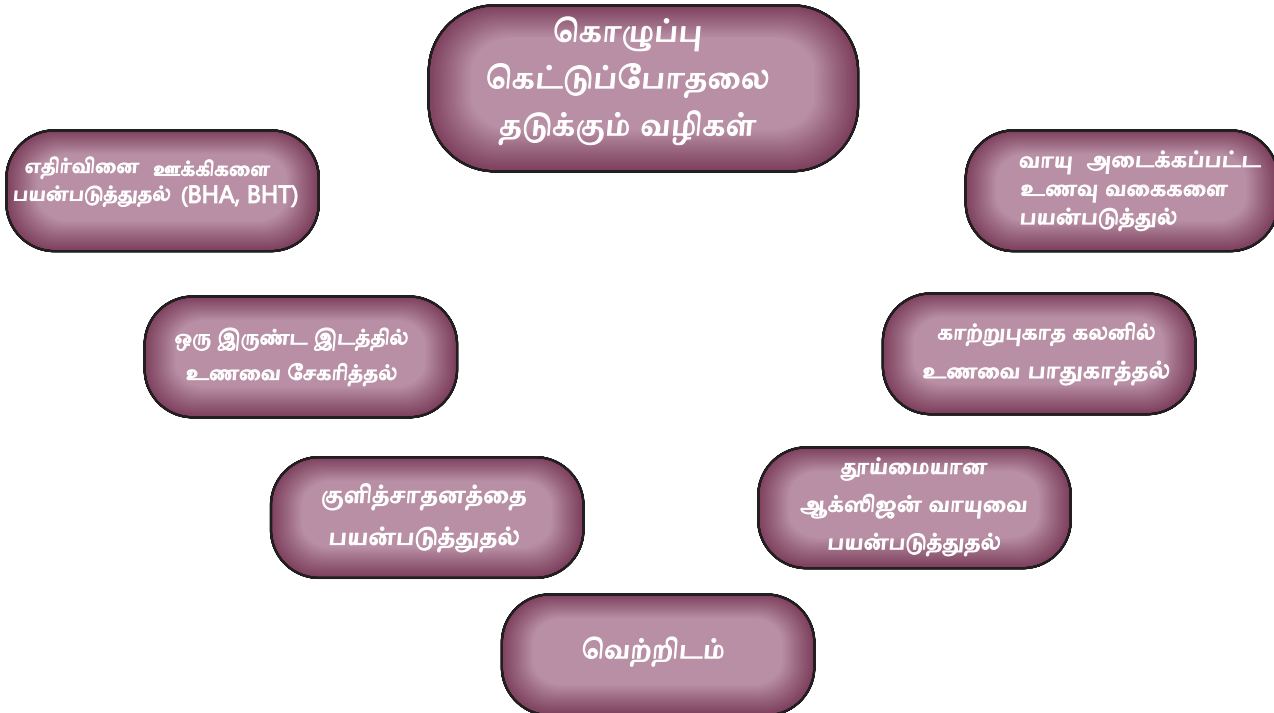 கொழுப்பு
கெட்டுப்போதலை
தடுக்கும் வழிகள்
எதிர்வினை ஊக்கிகளை
பயன்படுத்துதல் (BHA, BHT)
வாயு அடைக்கப்பட்ட
உணவு வகைகளை
பயன்படுத்துல்
ஒரு இருண்ட இடத்தில்
உணவை சேகரித்தல்
காற்றுபுகாத கலனில்
உணவை பாதுகாத்தல்
குளித்சாதனத்தை
பயன்படுத்துதல்
தூய்மையான
ஆக்ஸிஜன் வாயுவை
பயன்படுத்துதல்
வெற்றிடம்